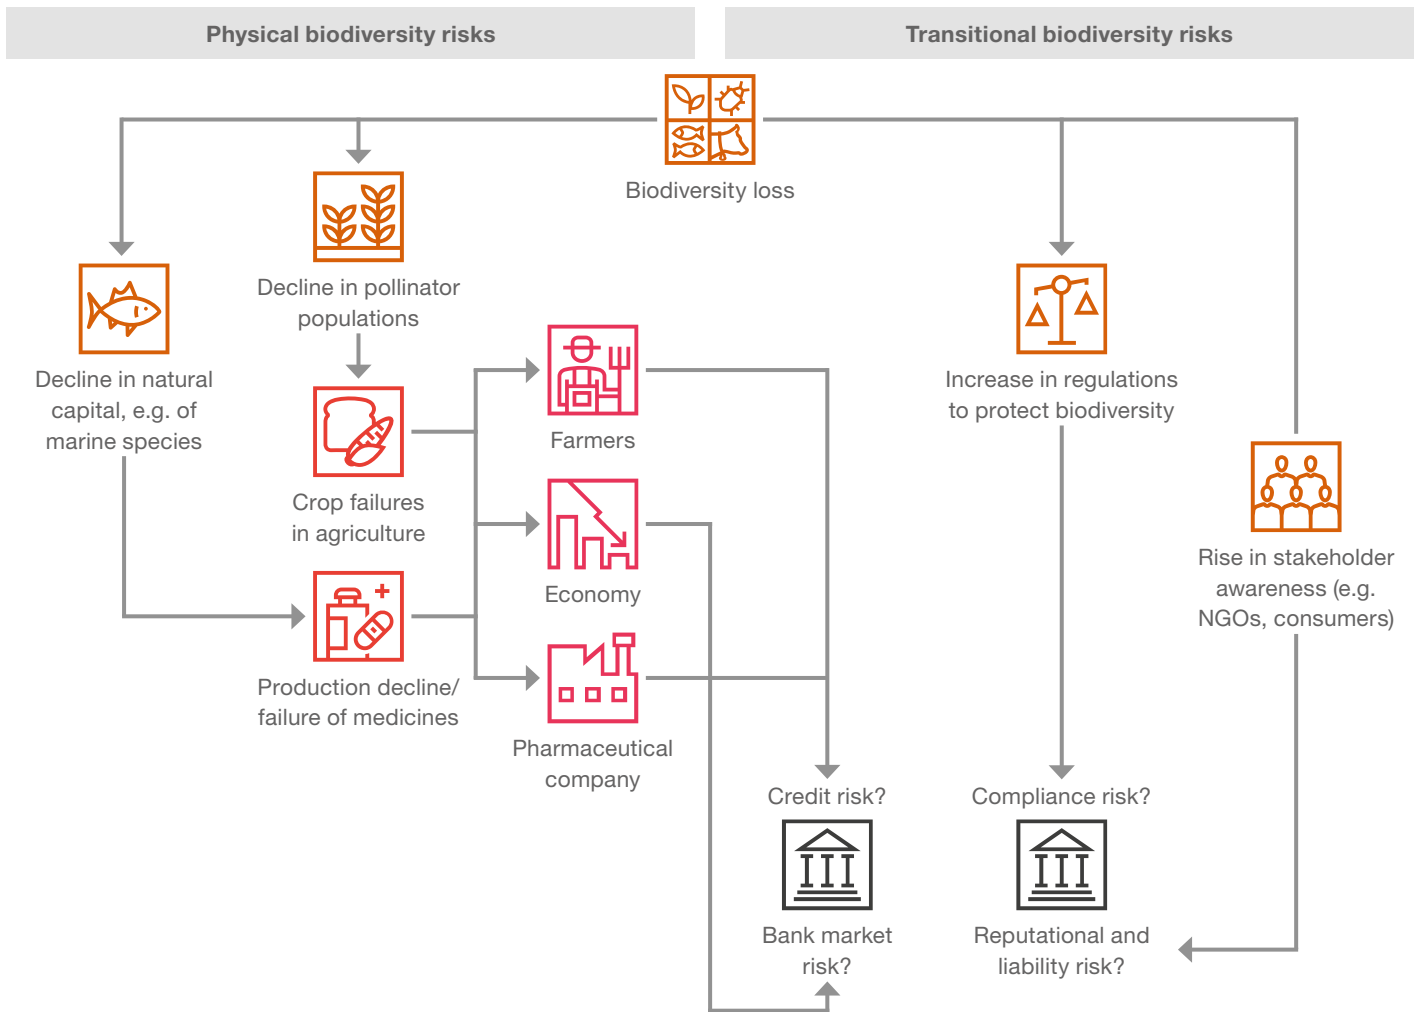 Physical biodiversity risks
Transitional biodiversity risks
Biodiversity loss
Decline in pollinator
populations
Decline in natural
capital, e.g. of
marine species
Crop failures
in agriculture
Production decline/
failure of medicines
Farmers
Economy
Pharmaceutical
company
Increase in regulations
to protect biodiversity
Rise in stakeholder
awareness (e.g.
NGOs, consumers)
Credit risk?
Bank market
risk?
Compliance risk?
Reputational and
liability risk?